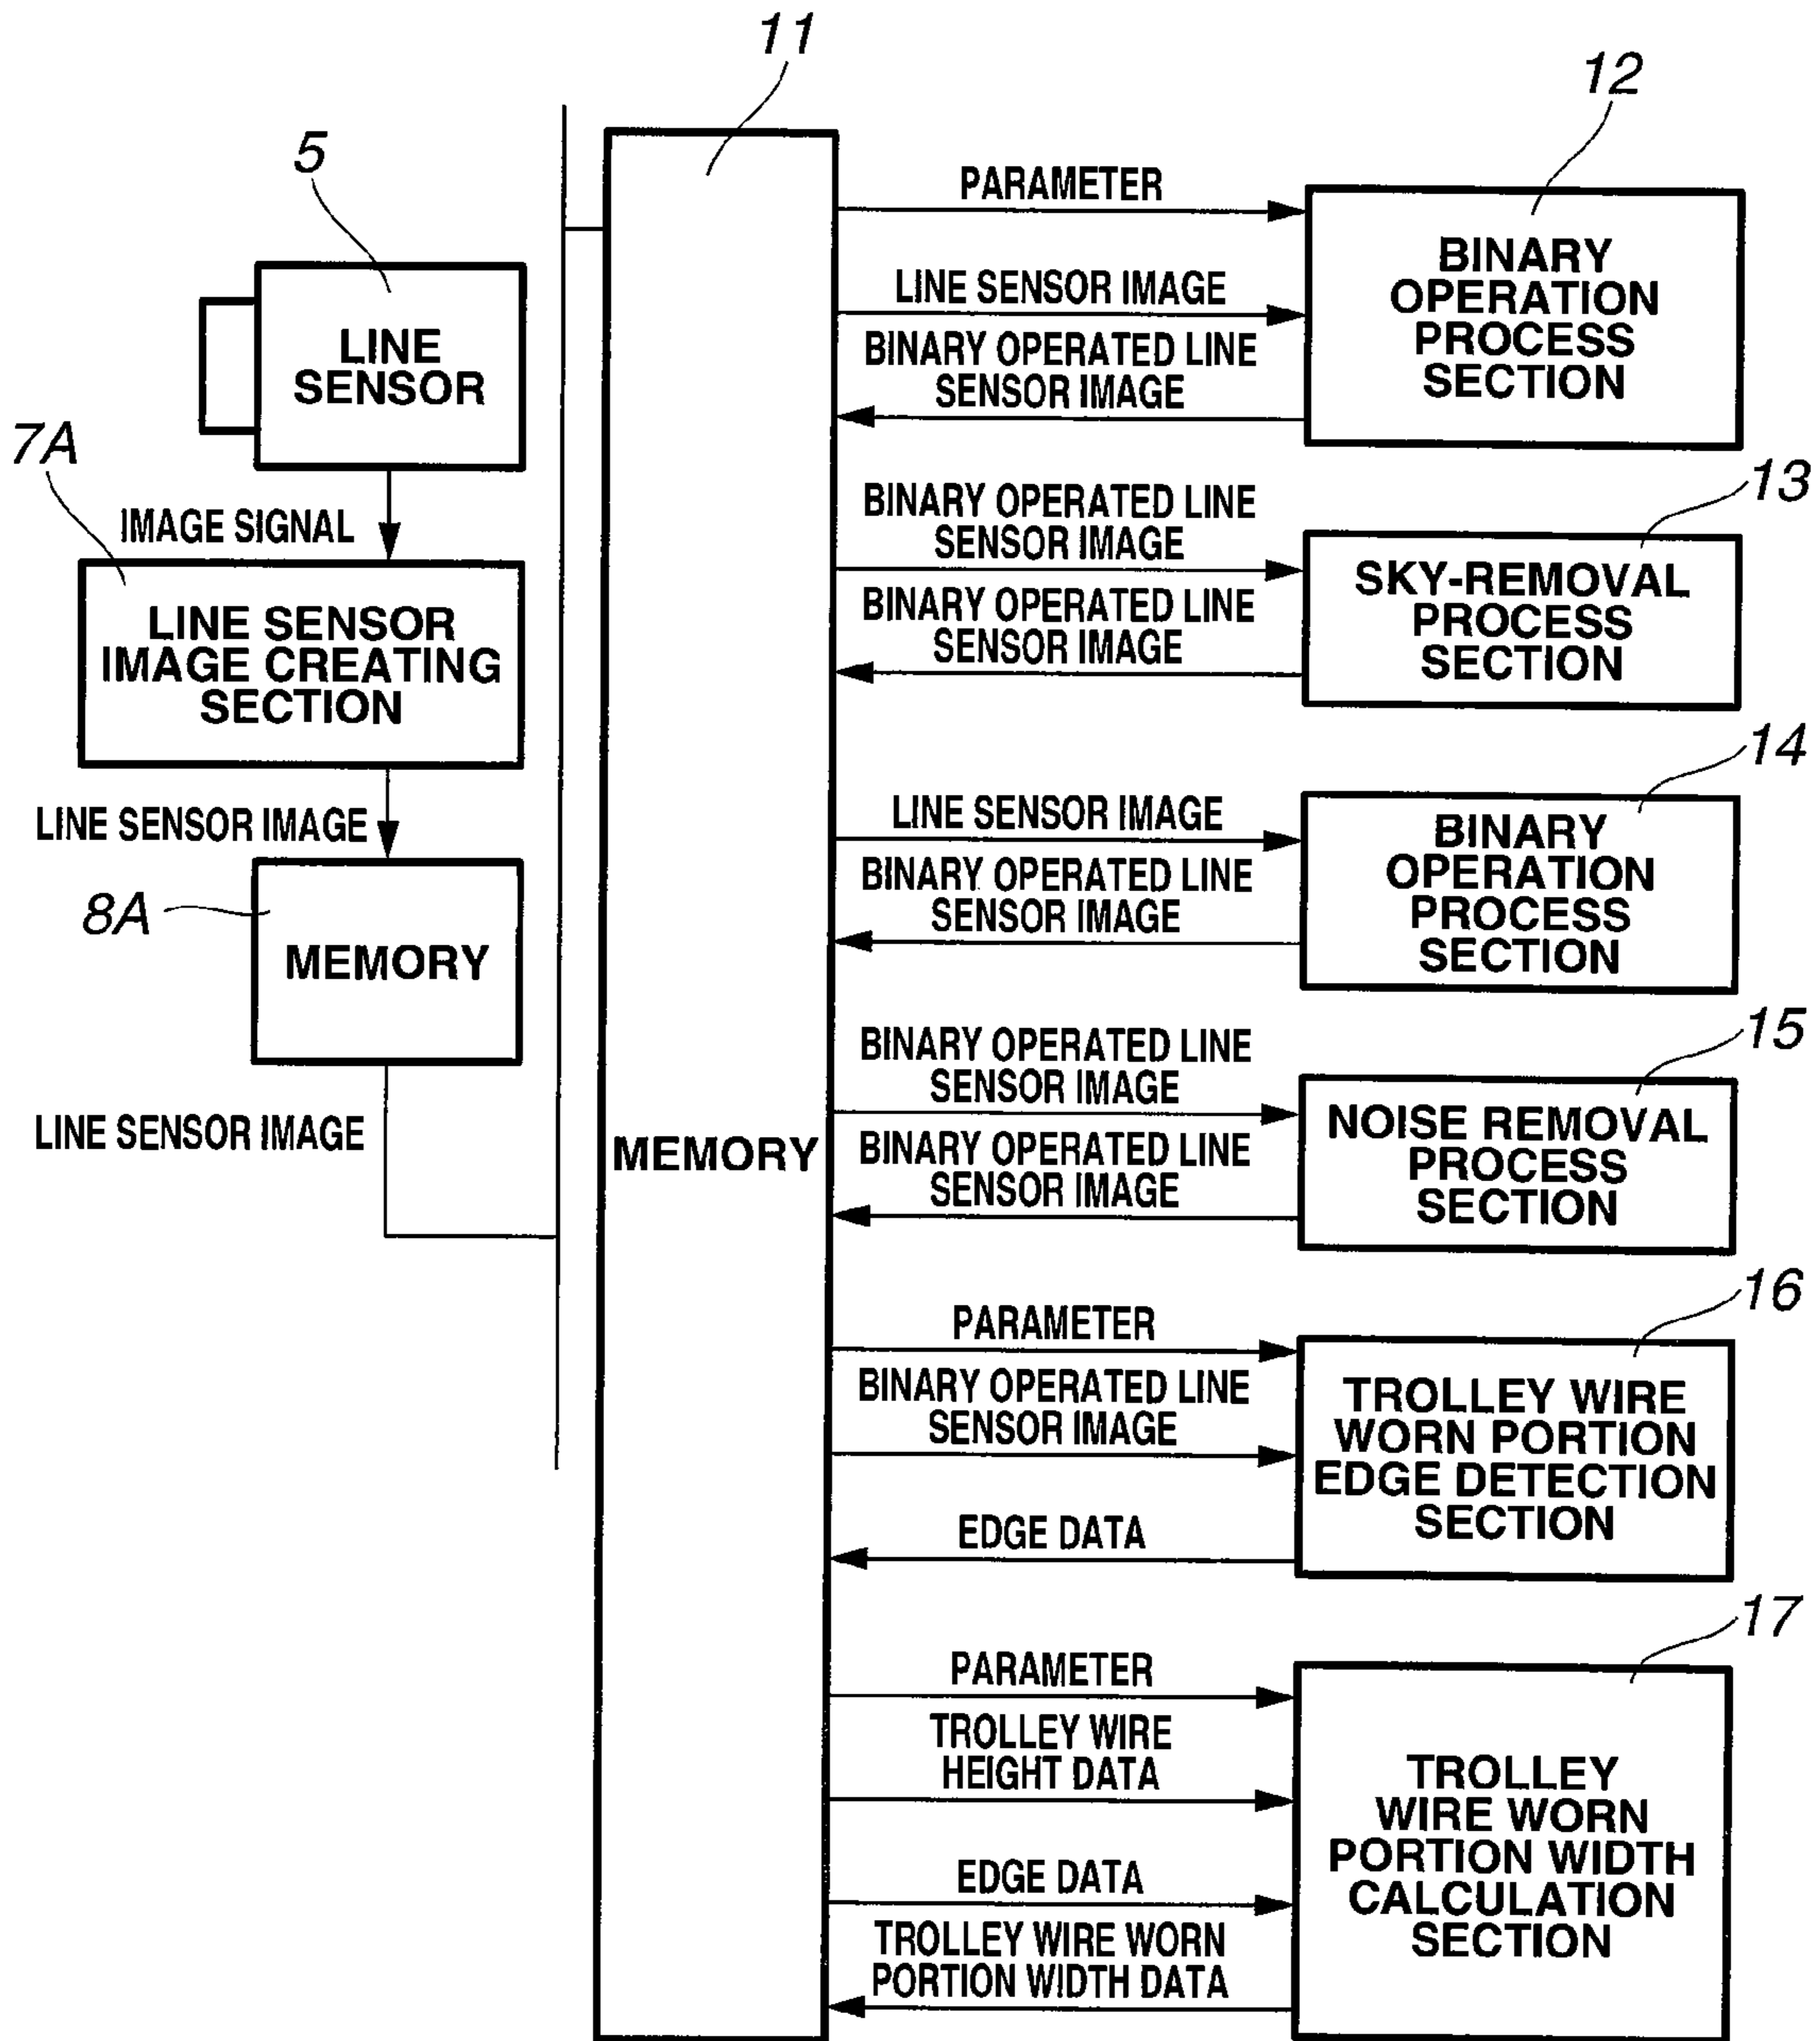 11
12
5
PARAMETER
BINARY
OPERATION
PROCESS
SECTION
LINE SENSOR IMAGE
BINARY OPERATED LINE
SENSOR IMAGE
LINE
SENSOR
7A
IMAGE SIGNAL
LINE SENSOR
IMAGE CREATING
SECTION
LINE SENSOR IMAGE
8A
MEMORY
LINE SENSOR IMAGE
MEMORY
13
BINARY OPERATED LINE
SENSOR IMAGE
BINARY OPERATED LINE
SENSOR IMAGE
SKY-REMOVAL
PROCESS
SECTION
14
LINE SENSOR IMAGE
BINARY OPERATED LINE
SENSOR IMAGE
BINARY
OPERATION
PROCESS
SECTION
15
BINARY OPERATED LINE
SENSOR IMAGE
BINARY OPERATED LINE
SENSOR IMAGE
NOISE REMOVAL
PROCESS
SECTION
16
PARAMETER
BINARY OPERATED LINE
SENSOR IMAGE
EDGE DATA
TROLLEY WIRE
WORN PORTION
EDGE DETECTION
SECTION
17
PARAMETER
TROLLEY WIRE
HEIGHT DATA
EDGE DATA
TROLLEY WIRE WORN
PORTION WIDTH DATA
TROLLEY
WIRE WORN
PORTION WIDTH
CALCULATION
SECTION